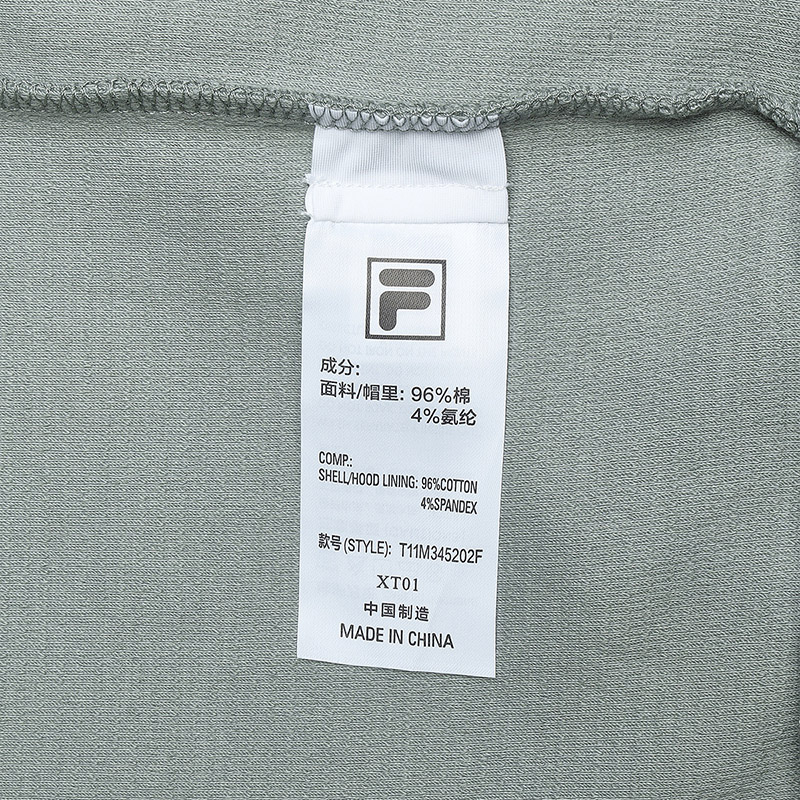 F
成分:
面料/帽里: 96%棉
4%氨纶
COMP.:
SHELL/HOOD LINING: 96%COTTON
4%SPANDEX
款号(STYLE): T11M345202F
XT01
中国制造
MADE IN CHINA